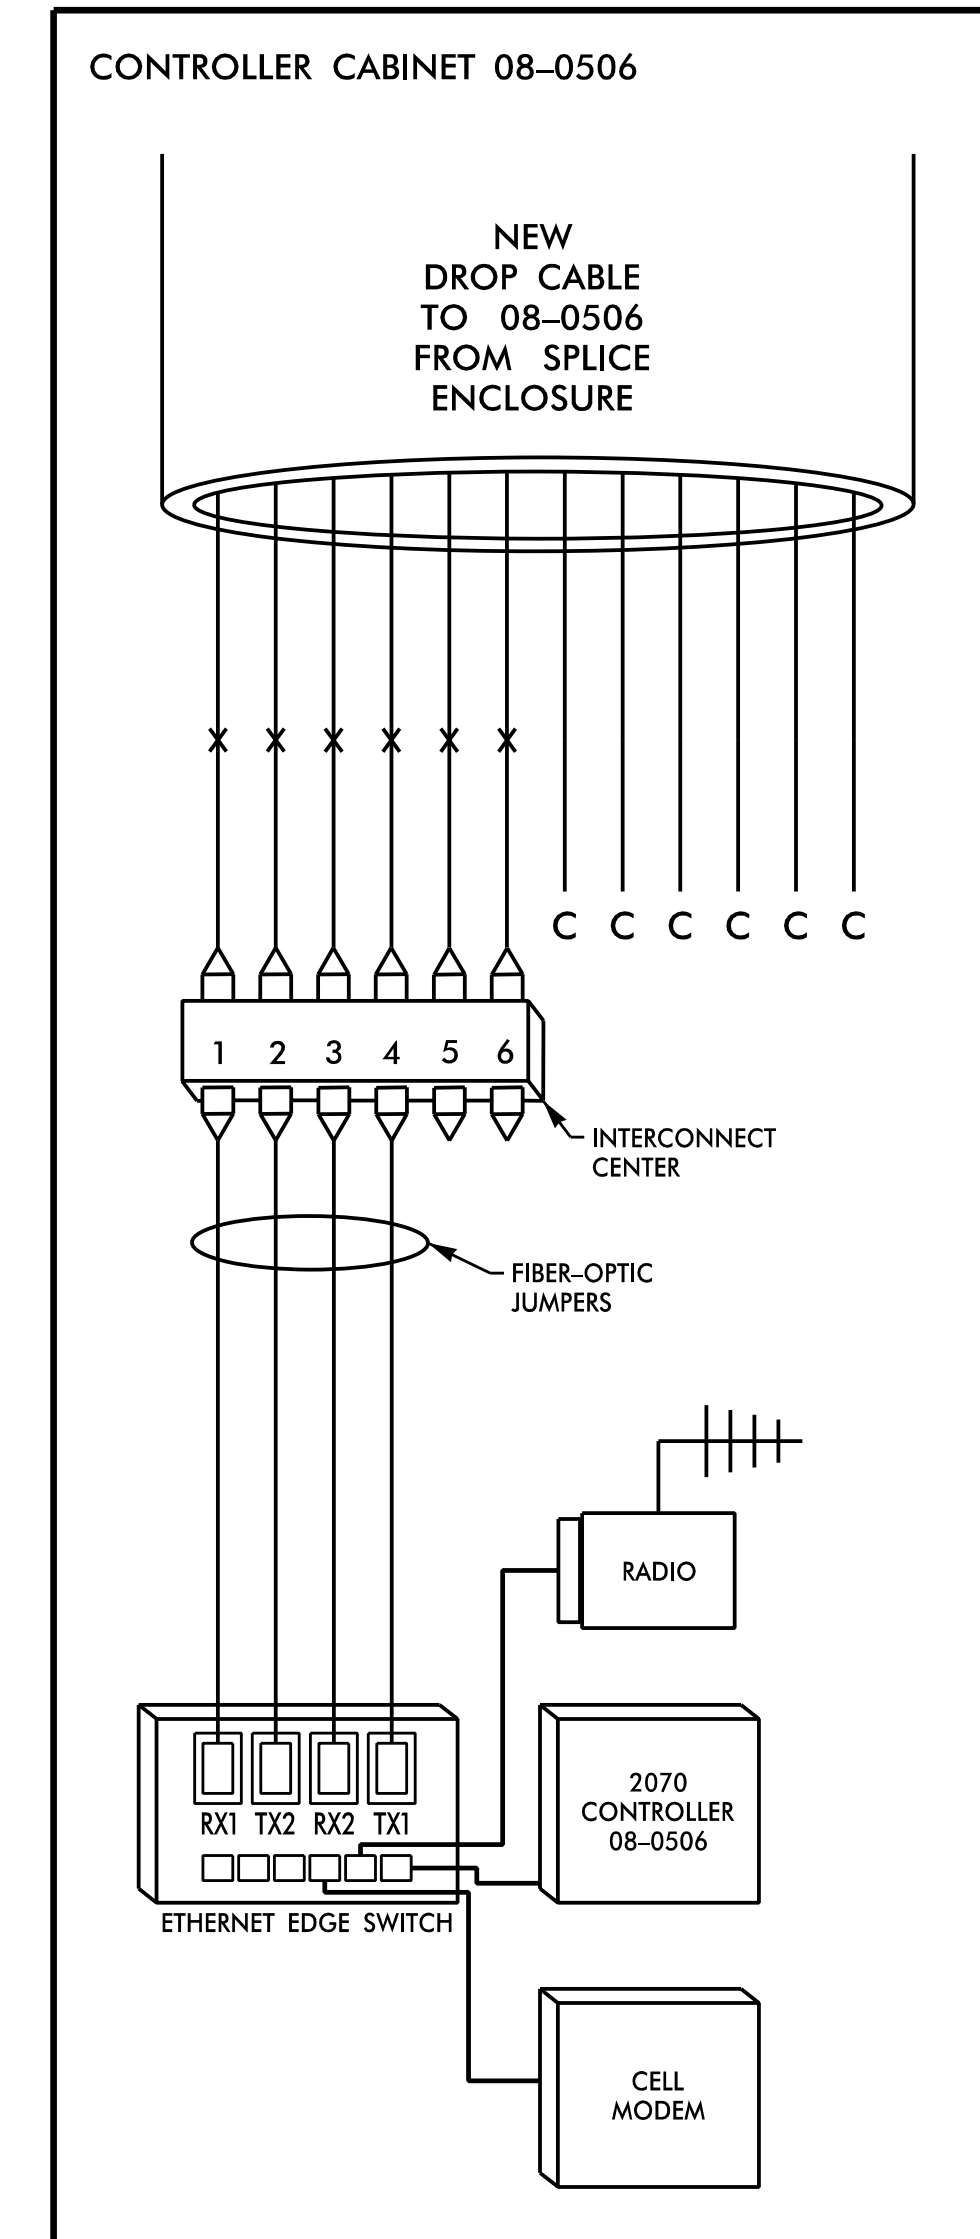 CONTROLLER CABINET 08-0506
NEW
DROP CABLE
TO 08-0506
FROM SPLICE
ENCLOSURE
X X X X X X
C C C C C C
1 2 3 4 5 6
INTERCONNECT
CENTER
FIBER-OPTIC
JUMPERS
RADIO
2070
CONTROLLER
08-0506
RX1 TX2 RX2 TX1
ETHERNET EDGE SWITCH
CELL
MODEM